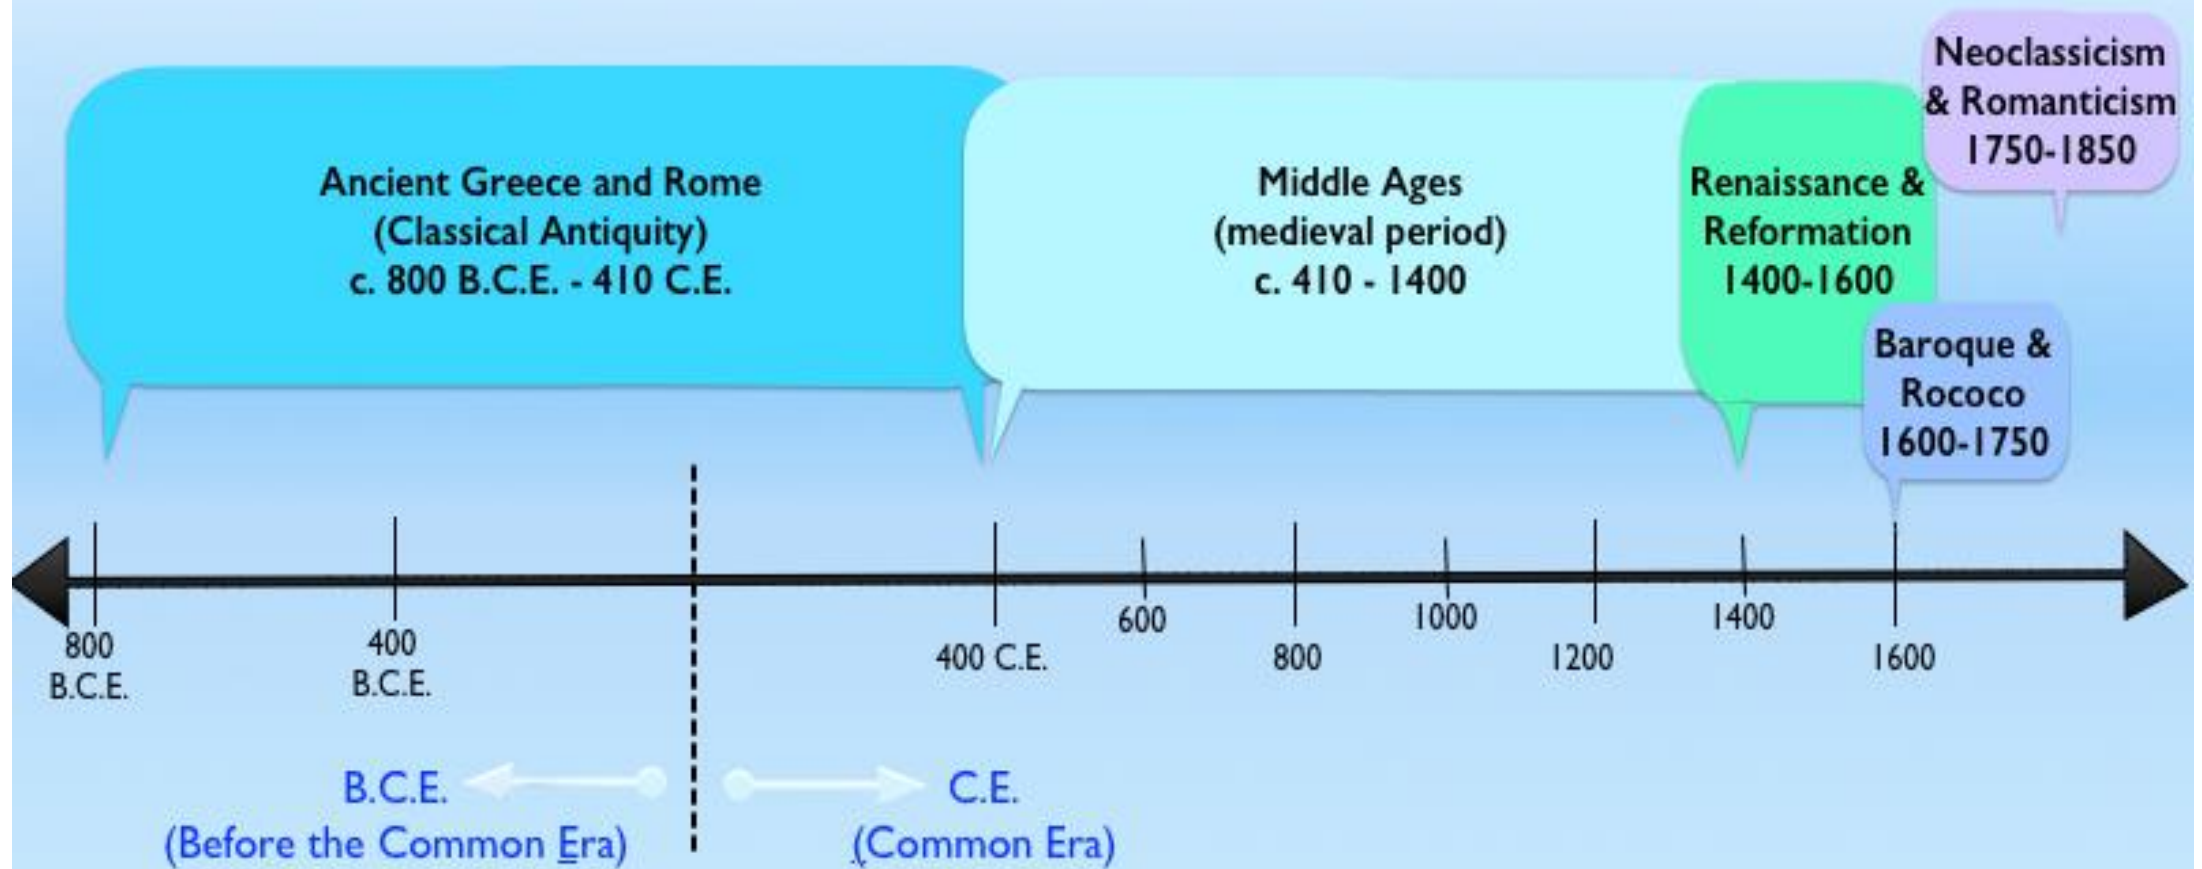 Ancient Greece and Rome
(Classical Antiquity)
c. 800 B.C.E. - 410 C.E.
Middle Ages
(medieval period)
c. 410 - 1400
Renaissance &
Reformation
1400-1600
Neoclassicism
& Romanticism
1750-1850
Baroque &
Rococo
1600-1750
800
B.C.E.
400
B.C.E.
400 C.E.
600
800
1000
1200
1400
1600
B.C.E.
(Before the Common Era)
C.E.
(Common Era)